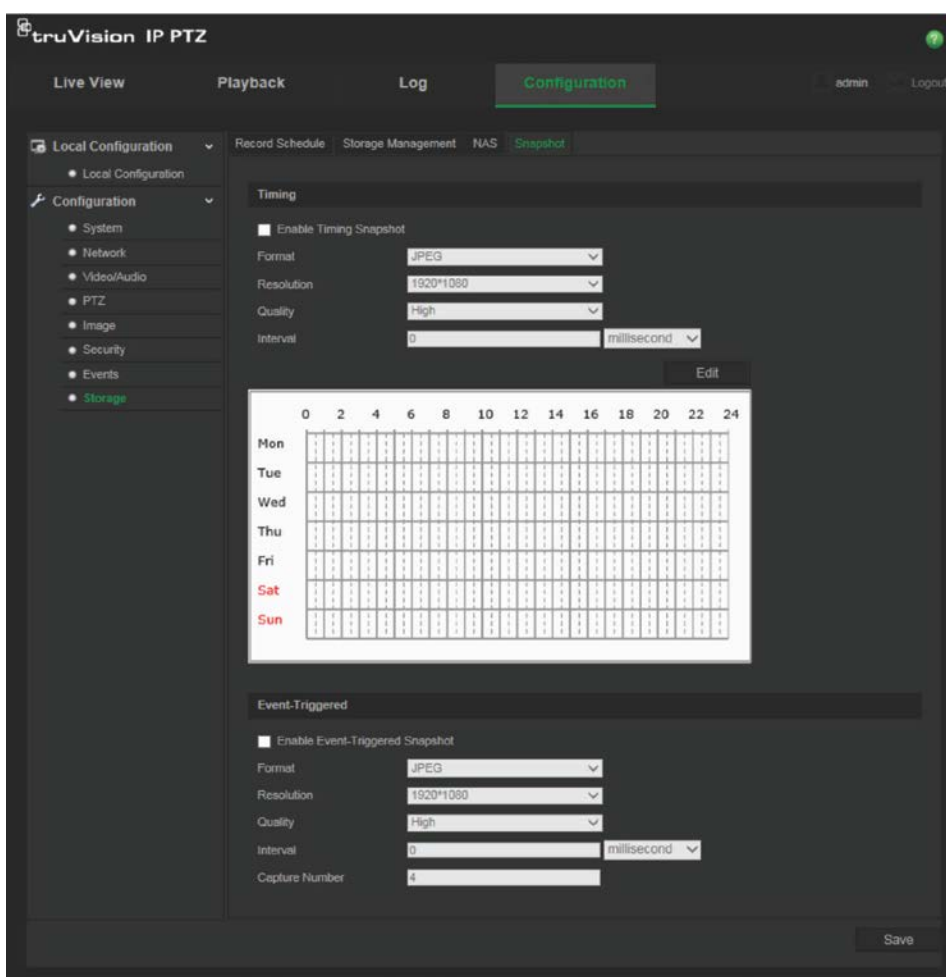 truVision IP PTZ
?
Live View Playback Log Configuration admin Logout
Local Configuration
Local Configuration
Configuration
System
Network
Video/Audio
PTZ
Image
Security
Events
Storage
Record Schedule Storage Management NAS Snapshot
Timing
Enable Timing Snapshot
Format JPEG
Resolution 1920*1080
Quality High
Interval 0 millisecond
Edit
0 2 4 6 8 10 12 14 16 18 20 22 24
Mon
Tue
Wed
Thu
Fri
Sat
Sun
Event-Triggered
Enable Event-Triggered Snapshot
Format JPEG
Resolution 1920*1080
Quality High
Interval 0 millisecond
Capture Number 4
Save